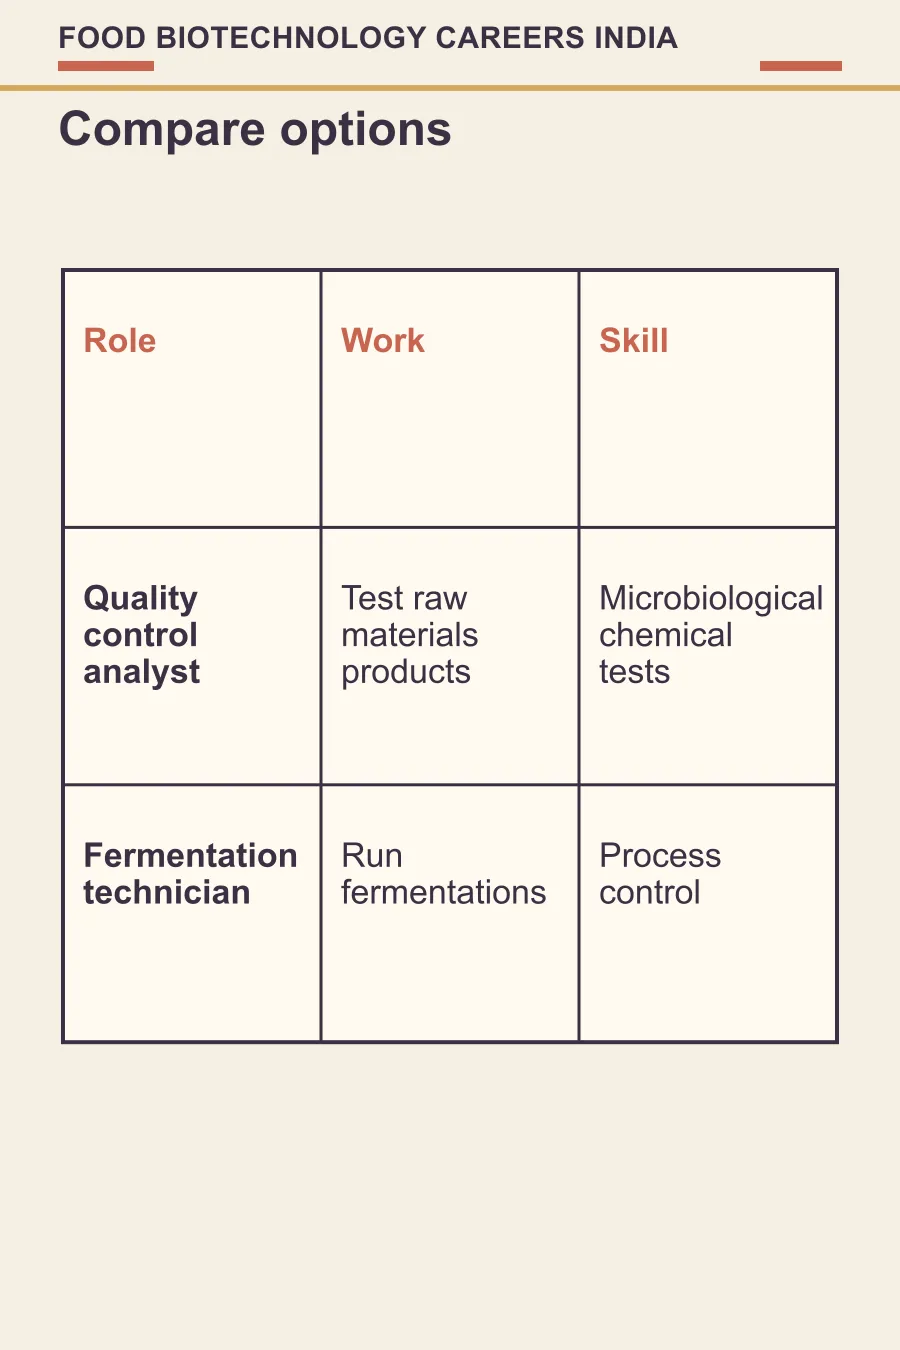 FOOD BIOTECHNOLOGY CAREERS INDIA
Compare options
Role
Work
Skill
Quality
control
analyst
Test raw
materials
products
Microbiological
chemical
tests
Fermentation
technician
Run
fermentations
Process
control